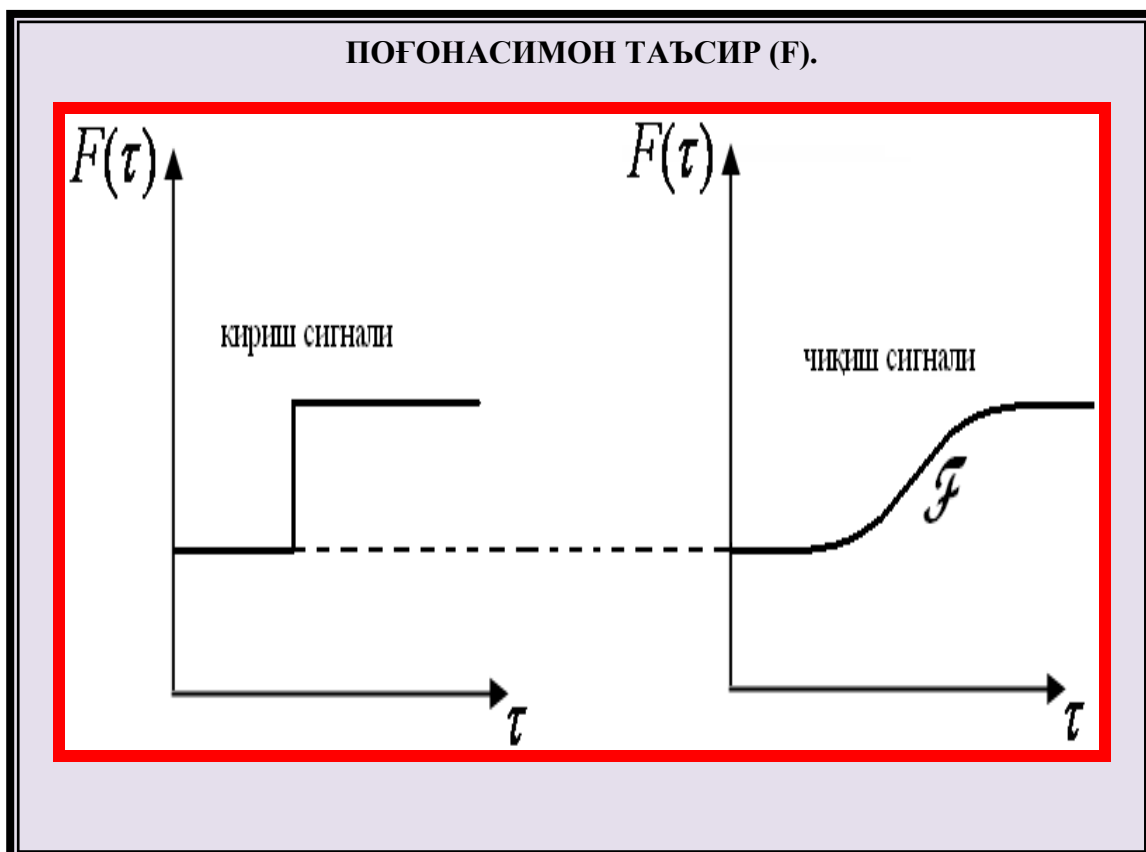 ПОҒОНАСИМОН ТАЪСИР (F).
F(τ)
кириш сигнали
τ
F(τ)
чиқиш сигнали
ℱ
τ